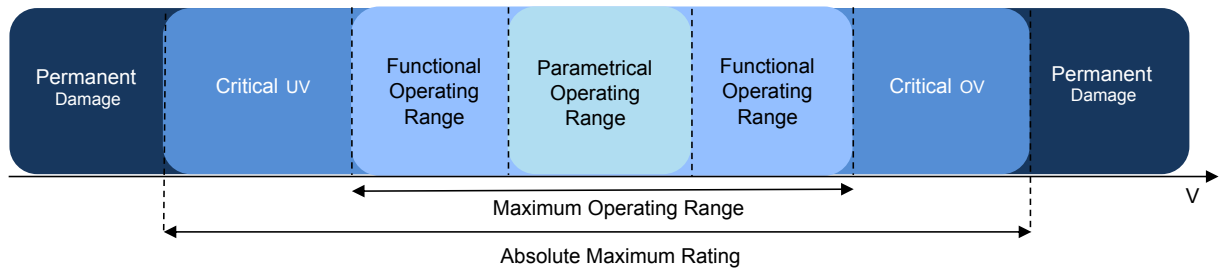 Permanent
Damage
Critical UV
Functional
Operating
Range
Parametrical
Operating
Range
Functional
Operating
Range
Critical OV
Permanent
Damage
V
Maximum Operating Range
Absolute Maximum Rating